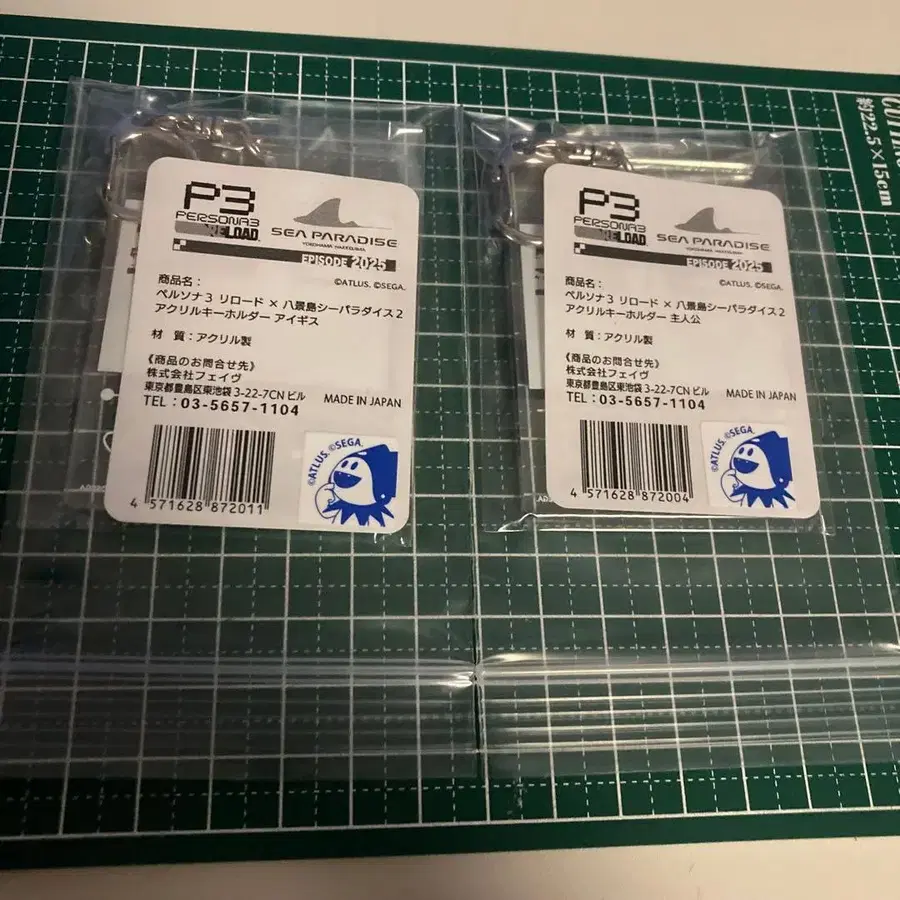 P3
PERSONA3
RELOAD
SEA PARADISE
YOKOHAMA HAKKEIJIMA
EPISODE 2025
©ATLUS. ©SEGA.
商品名：
ペルソナ３ リロード × 八景島シーパラダイス２
アクリルキーホルダー アイギス
材 質：アクリル製
《商品のお問合せ先》
株式会社フェイヴ
東京都豊島区東池袋 3-22-7CN ビル
TEL：03-5657-1104
MADE IN JAPAN
4 571628 872011
©ATLUS. ©SEGA.
P3
PERSONA3
RELOAD
SEA PARADISE
YOKOHAMA HAKKEIJIMA
EPISODE 2025
©ATLUS. ©SEGA.
商品名：
ペルソナ３ リロード × 八景島シーパラダイス２
アクリルキーホルダー 主人公
材 質：アクリル製
《商品のお問合せ先》
株式会社フェイヴ
東京都豊島区東池袋 3-22-7CN ビル
TEL：03-5657-1104
MADE IN JAPAN
4 571628 872004
©ATLUS. ©SEGA.
約22.5×15cm